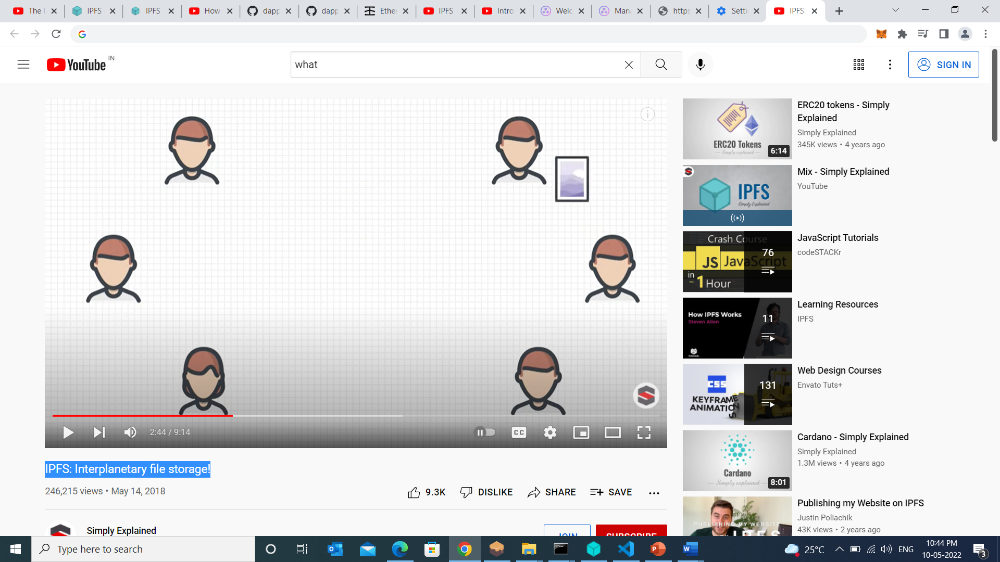 The I
IPFS
IPFS
How
dapp
dapp
Ether
IPFS
Intro
Welc
Mana
https
Setti
IPFS:
YouTube IN
what
SIGN IN
2:44 / 9:14
CC
IPFS: Interplanetary file storage!
246,215 views • May 14, 2018
9.3K
DISLIKE
SHARE
SAVE
Simply Explained
JOIN
SUBSCRIBE
ERC20 Tokens
Simply explained
6:14
ERC20 tokens - Simply
Explained
Simply Explained
345K views • 4 years ago
IPFS
Simply Explained
Mix - Simply Explained
YouTube
Crash Course
JS JavaScript
in
~ 1 Hour
76
JavaScript Tutorials
codeSTACKr
How IPFS Works
Steven Allen
11
Learning Resources
IPFS
CSS
KEYFRAME
ANIMATIONS
131
Web Design Courses
Envato Tuts+
Cardano
Simply explained
8:01
Cardano - Simply Explained
Simply Explained
1.3M views • 4 years ago
PUBLISHING MY WEBSITE
IPFS
Publishing my Website on IPFS
Justin Poliachik
43K views • 2 years ago
Type here to search
25°C
ENG
10:44 PM
10-05-2022
3